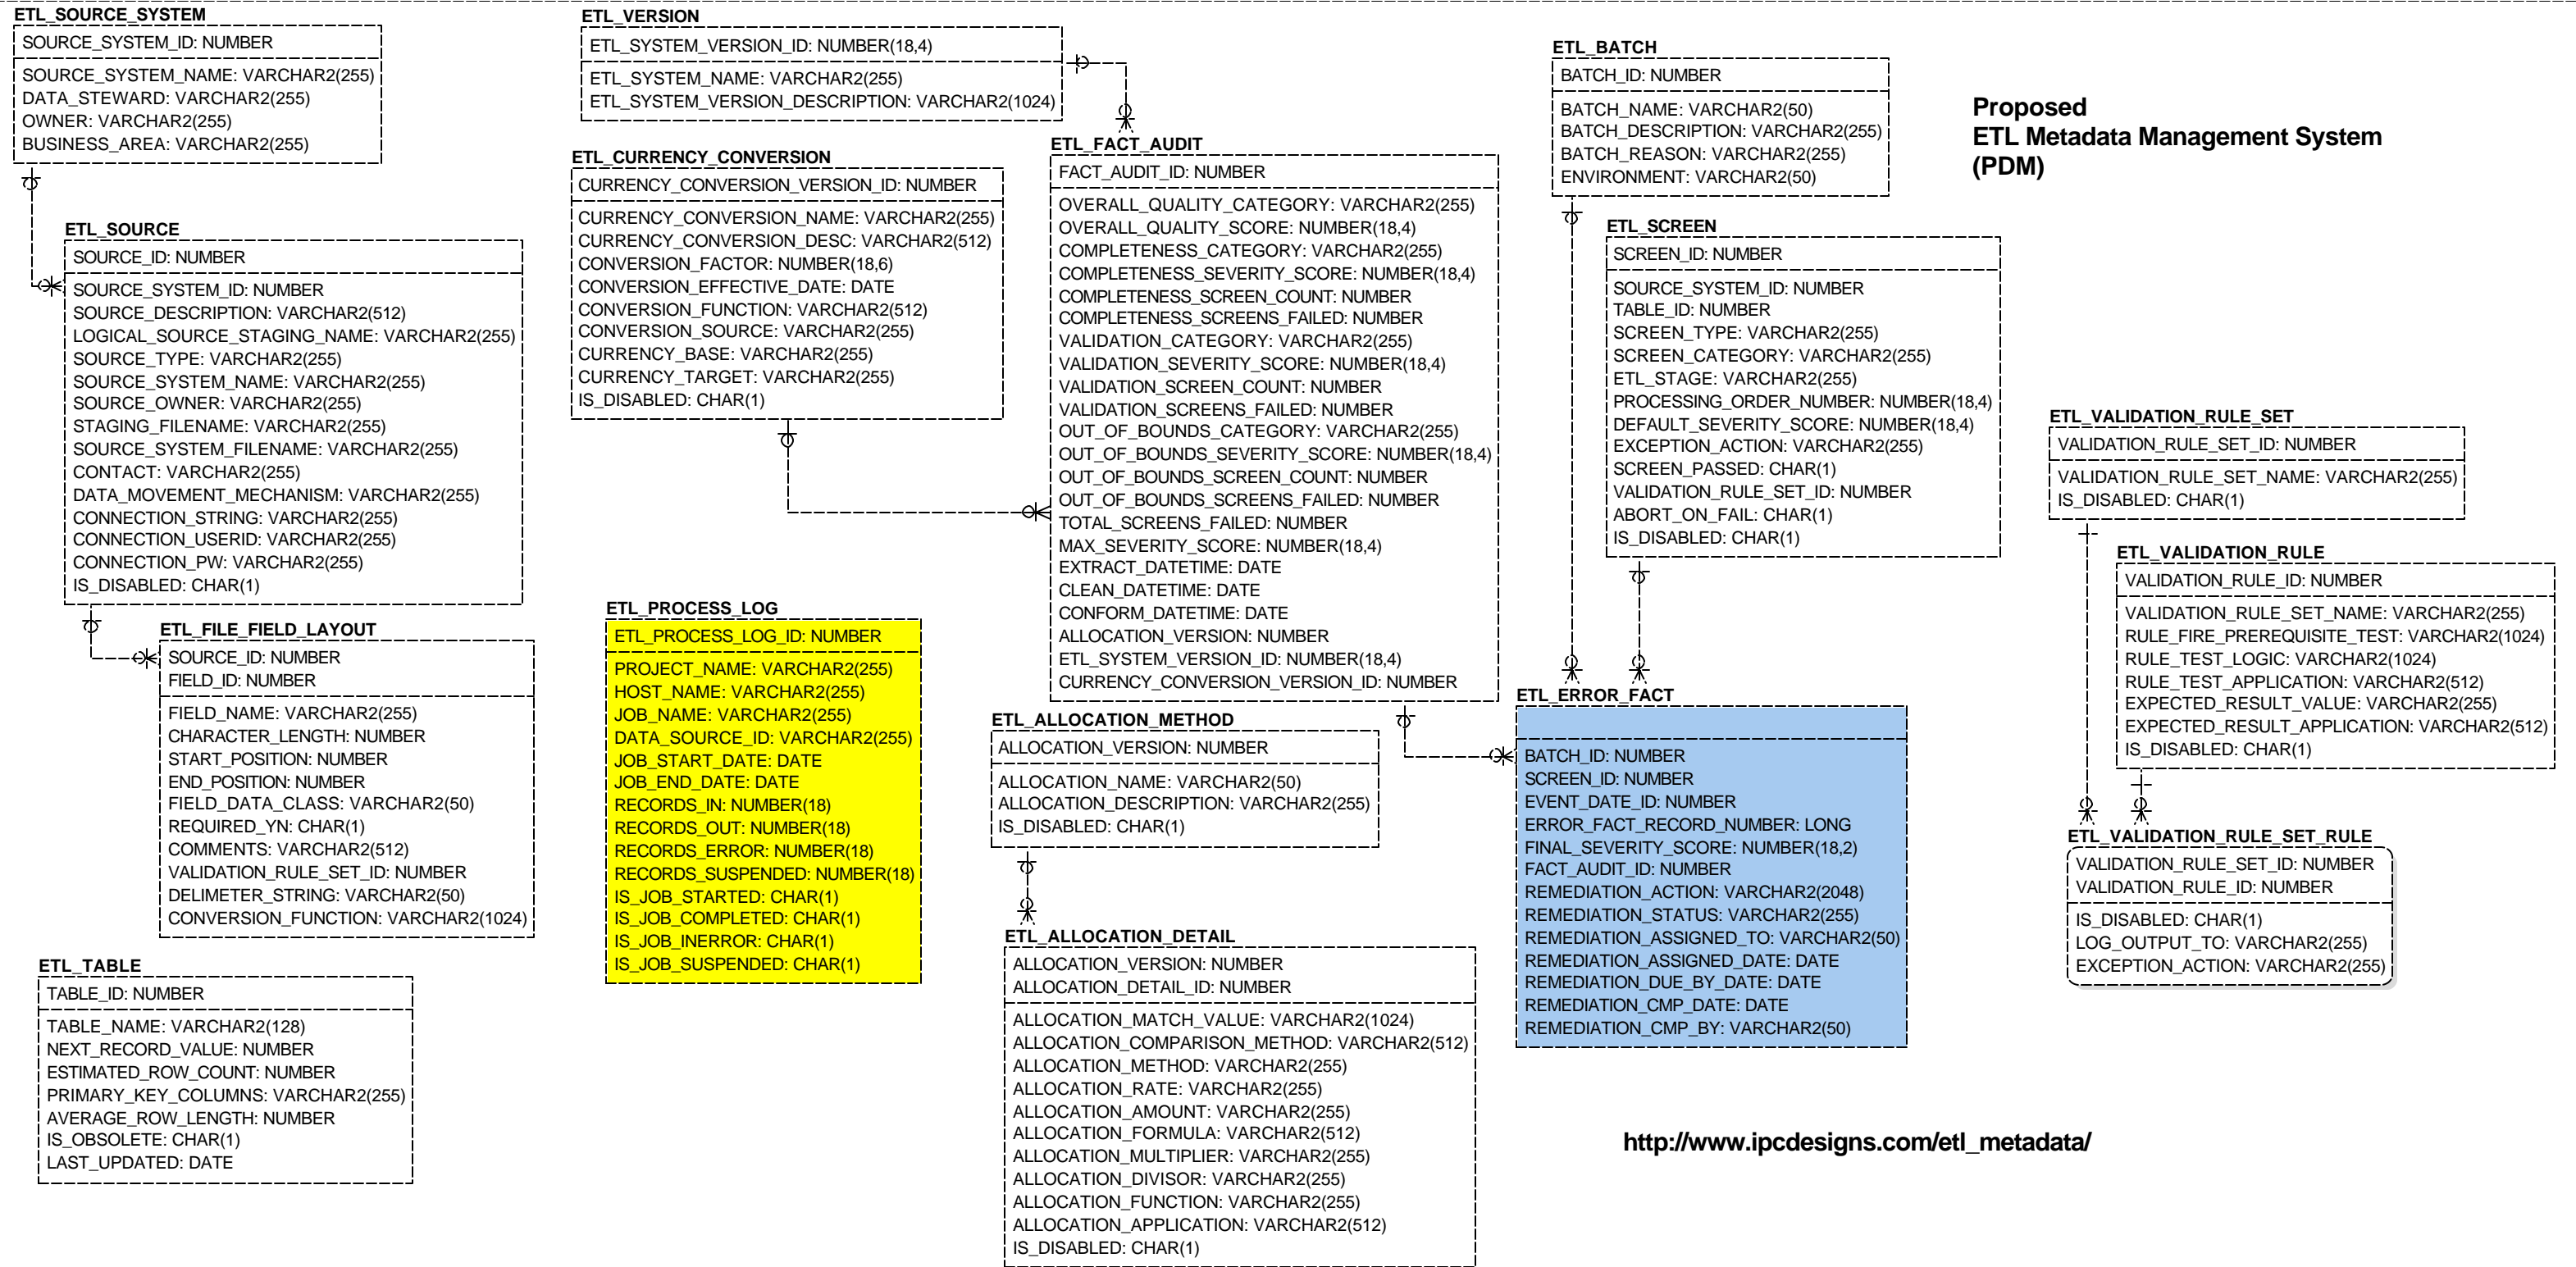 ETL_SOURCE_SYSTEM
SOURCE_SYSTEM_ID: NUMBER
SOURCE_SYSTEM_NAME: VARCHAR2(255)
DATA_STEWARD: VARCHAR2(255)
OWNER: VARCHAR2(255)
BUSINESS_AREA: VARCHAR2(255)
ETL_SOURCE
SOURCE_ID: NUMBER
SOURCE_SYSTEM_ID: NUMBER
SOURCE_DESCRIPTION: VARCHAR2(512)
LOGICAL_SOURCE_STAGING_NAME: VARCHAR2(255)
SOURCE_TYPE: VARCHAR2(255)
SOURCE_SYSTEM_NAME: VARCHAR2(255)
SOURCE_OWNER: VARCHAR2(255)
STAGING_FILENAME: VARCHAR2(255)
SOURCE_SYSTEM_FILENAME: VARCHAR2(255)
CONTACT: VARCHAR2(255)
DATA_MOVEMENT_MECHANISM: VARCHAR2(255)
CONNECTION_STRING: VARCHAR2(255)
CONNECTION_USERID: VARCHAR2(255)
CONNECTION_PW: VARCHAR2(255)
IS_DISABLED: CHAR(1)
ETL_FILE_FIELD_LAYOUT
SOURCE_ID: NUMBER
FIELD_ID: NUMBER
FIELD_NAME: VARCHAR2(255)
CHARACTER_LENGTH: NUMBER
START_POSITION: NUMBER
END_POSITION: NUMBER
FIELD_DATA_CLASS: VARCHAR2(50)
REQUIRED_YN: CHAR(1)
COMMENTS: VARCHAR2(512)
VALIDATION_RULE_SET_ID: NUMBER
DELIMETER_STRING: VARCHAR2(50)
CONVERSION_FUNCTION: VARCHAR2(1024)
ETL_TABLE
TABLE_ID: NUMBER
TABLE_NAME: VARCHAR2(128)
NEXT_RECORD_VALUE: NUMBER
ESTIMATED_ROW_COUNT: NUMBER
PRIMARY_KEY_COLUMNS: VARCHAR2(255)
AVERAGE_ROW_LENGTH: NUMBER
IS_OBSOLETE: CHAR(1)
LAST_UPDATED: DATE
ETL_VERSION
ETL_SYSTEM_VERSION_ID: NUMBER(18,4)
ETL_SYSTEM_NAME: VARCHAR2(255)
ETL_SYSTEM_VERSION_DESCRIPTION: VARCHAR2(1024)
ETL_CURRENCY_CONVERSION
CURRENCY_CONVERSION_VERSION_ID: NUMBER
CURRENCY_CONVERSION_NAME: VARCHAR2(255)
CURRENCY_CONVERSION_DESC: VARCHAR2(512)
CONVERSION_FACTOR: NUMBER(18,6)
CONVERSION_EFFECTIVE_DATE: DATE
CONVERSION_FUNCTION: VARCHAR2(512)
CONVERSION_SOURCE: VARCHAR2(255)
CURRENCY_BASE: VARCHAR2(255)
CURRENCY_TARGET: VARCHAR2(255)
IS_DISABLED: CHAR(1)
ETL_PROCESS_LOG
ETL_PROCESS_LOG_ID: NUMBER
PROJECT_NAME: VARCHAR2(255)
HOST_NAME: VARCHAR2(255)
JOB_NAME: VARCHAR2(255)
DATA_SOURCE_ID: VARCHAR2(255)
JOB_START_DATE: DATE
JOB_END_DATE: DATE
RECORDS_IN: NUMBER(18)
RECORDS_OUT: NUMBER(18)
RECORDS_ERROR: NUMBER(18)
RECORDS_SUSPENDED: NUMBER(18)
IS_JOB_STARTED: CHAR(1)
IS_JOB_COMPLETED: CHAR(1)
IS_JOB_INERROR: CHAR(1)
IS_JOB_SUSPENDED: CHAR(1)
ETL_FACT_AUDIT
FACT_AUDIT_ID: NUMBER
OVERALL_QUALITY_CATEGORY: VARCHAR2(255)
OVERALL_QUALITY_SCORE: NUMBER(18,4)
COMPLETENESS_CATEGORY: VARCHAR2(255)
COMPLETENESS_SEVERITY_SCORE: NUMBER(18,4)
COMPLETENESS_SCREEN_COUNT: NUMBER
COMPLETENESS_SCREENS_FAILED: NUMBER
VALIDATION_CATEGORY: VARCHAR2(255)
VALIDATION_SEVERITY_SCORE: NUMBER(18,4)
VALIDATION_SCREEN_COUNT: NUMBER
VALIDATION_SCREENS_FAILED: NUMBER
OUT_OF_BOUNDS_CATEGORY: VARCHAR2(255)
OUT_OF_BOUNDS_SEVERITY_SCORE: NUMBER(18,4)
OUT_OF_BOUNDS_SCREEN_COUNT: NUMBER
OUT_OF_BOUNDS_SCREENS_FAILED: NUMBER
TOTAL_SCREENS_FAILED: NUMBER
MAX_SEVERITY_SCORE: NUMBER(18,4)
EXTRACT_DATETIME: DATE
CLEAN_DATETIME: DATE
CONFORM_DATETIME: DATE
ALLOCATION_VERSION: NUMBER
ETL_SYSTEM_VERSION_ID: NUMBER(18,4)
CURRENCY_CONVERSION_VERSION_ID: NUMBER
ETL_ALLOCATION_METHOD
ALLOCATION_VERSION: NUMBER
ALLOCATION_NAME: VARCHAR2(50)
ALLOCATION_DESCRIPTION: VARCHAR2(255)
IS_DISABLED: CHAR(1)
ETL_ALLOCATION_DETAIL
ALLOCATION_VERSION: NUMBER
ALLOCATION_DETAIL_ID: NUMBER
ALLOCATION_MATCH_VALUE: VARCHAR2(1024)
ALLOCATION_COMPARISON_METHOD: VARCHAR2(512)
ALLOCATION_METHOD: VARCHAR2(255)
ALLOCATION_RATE: VARCHAR2(255)
ALLOCATION_AMOUNT: VARCHAR2(255)
ALLOCATION_FORMULA: VARCHAR2(512)
ALLOCATION_MULTIPLIER: VARCHAR2(255)
ALLOCATION_DIVISOR: VARCHAR2(255)
ALLOCATION_FUNCTION: VARCHAR2(255)
ALLOCATION_APPLICATION: VARCHAR2(512)
IS_DISABLED: CHAR(1)
ETL_BATCH
BATCH_ID: NUMBER
BATCH_NAME: VARCHAR2(50)
BATCH_DESCRIPTION: VARCHAR2(255)
BATCH_REASON: VARCHAR2(255)
ENVIRONMENT: VARCHAR2(50)
ETL_SCREEN
SCREEN_ID: NUMBER
SOURCE_SYSTEM_ID: NUMBER
TABLE_ID: NUMBER
SCREEN_TYPE: VARCHAR2(255)
SCREEN_CATEGORY: VARCHAR2(255)
ETL_STAGE: VARCHAR2(255)
PROCESSING_ORDER_NUMBER: NUMBER(18,4)
DEFAULT_SEVERITY_SCORE: NUMBER(18,4)
EXCEPTION_ACTION: VARCHAR2(255)
SCREEN_PASSED: CHAR(1)
VALIDATION_RULE_SET_ID: NUMBER
ABORT_ON_FAIL: CHAR(1)
IS_DISABLED: CHAR(1)
ETL_ERROR_FACT
BATCH_ID: NUMBER
SCREEN_ID: NUMBER
EVENT_DATE_ID: NUMBER
ERROR_FACT_RECORD_NUMBER: LONG
FINAL_SEVERITY_SCORE: NUMBER(18,2)
FACT_AUDIT_ID: NUMBER
REMEDIATION_ACTION: VARCHAR2(2048)
REMEDIATION_STATUS: VARCHAR2(255)
REMEDIATION_ASSIGNED_TO: VARCHAR2(50)
REMEDIATION_ASSIGNED_DATE: DATE
REMEDIATION_DUE_BY_DATE: DATE
REMEDIATION_CMP_DATE: DATE
REMEDIATION_CMP_BY: VARCHAR2(50)
Proposed
ETL Metadata Management System
(PDM)
ETL_VALIDATION_RULE_SET
VALIDATION_RULE_SET_ID: NUMBER
VALIDATION_RULE_SET_NAME: VARCHAR2(255)
IS_DISABLED: CHAR(1)
ETL_VALIDATION_RULE
VALIDATION_RULE_ID: NUMBER
VALIDATION_RULE_SET_NAME: VARCHAR2(255)
RULE_FIRE_PREREQUISITE_TEST: VARCHAR2(1024)
RULE_TEST_LOGIC: VARCHAR2(1024)
RULE_TEST_APPLICATION: VARCHAR2(512)
EXPECTED_RESULT_VALUE: VARCHAR2(255)
EXPECTED_RESULT_APPLICATION: VARCHAR2(512)
IS_DISABLED: CHAR(1)
ETL_VALIDATION_RULE_SET_RULE
VALIDATION_RULE_SET_ID: NUMBER
VALIDATION_RULE_ID: NUMBER
IS_DISABLED: CHAR(1)
LOG_OUTPUT_TO: VARCHAR2(255)
EXCEPTION_ACTION: VARCHAR2(255)
http://www.ipcdesigns.com/etl_metadata/